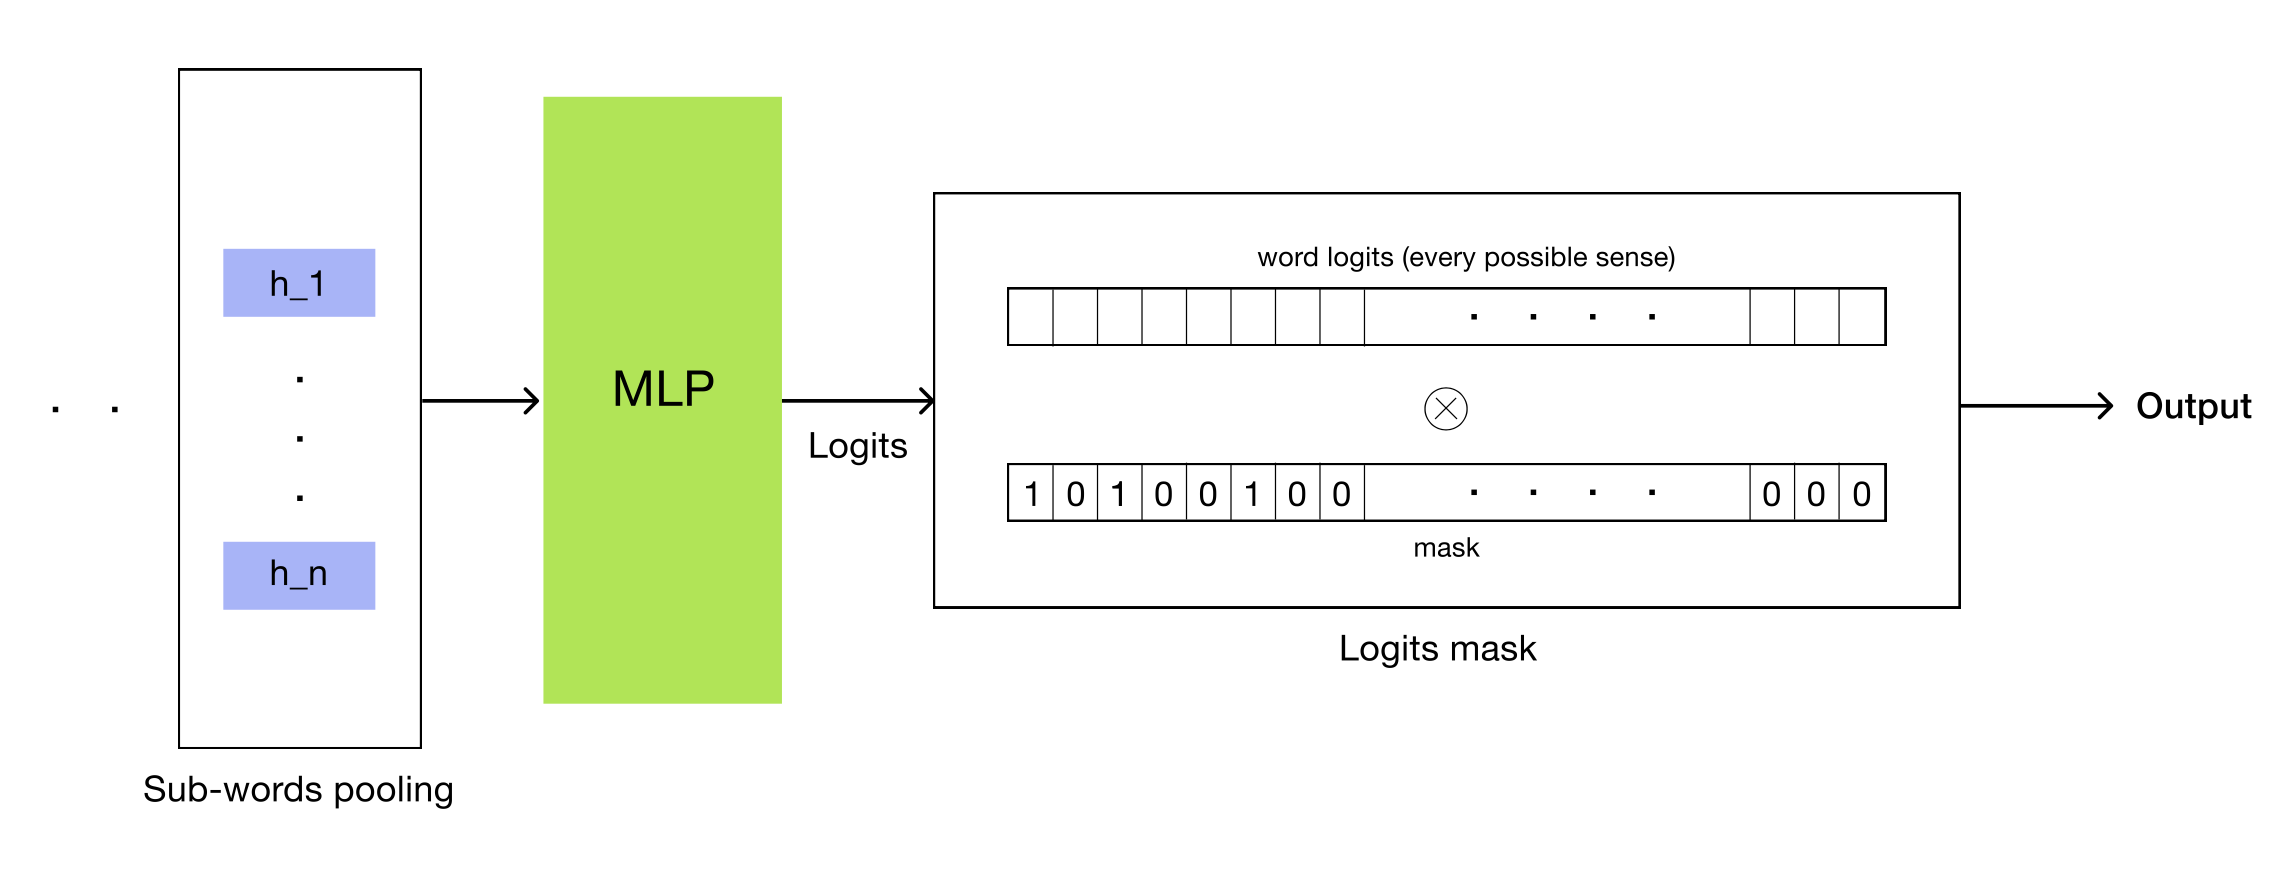 h_1
h_n
Sub-words pooling
MLP
Logits
word logits (every possible sense)
1 0 1 0 0 1 0 0 . . . . 0 0 0
mask
Logits mask
Output